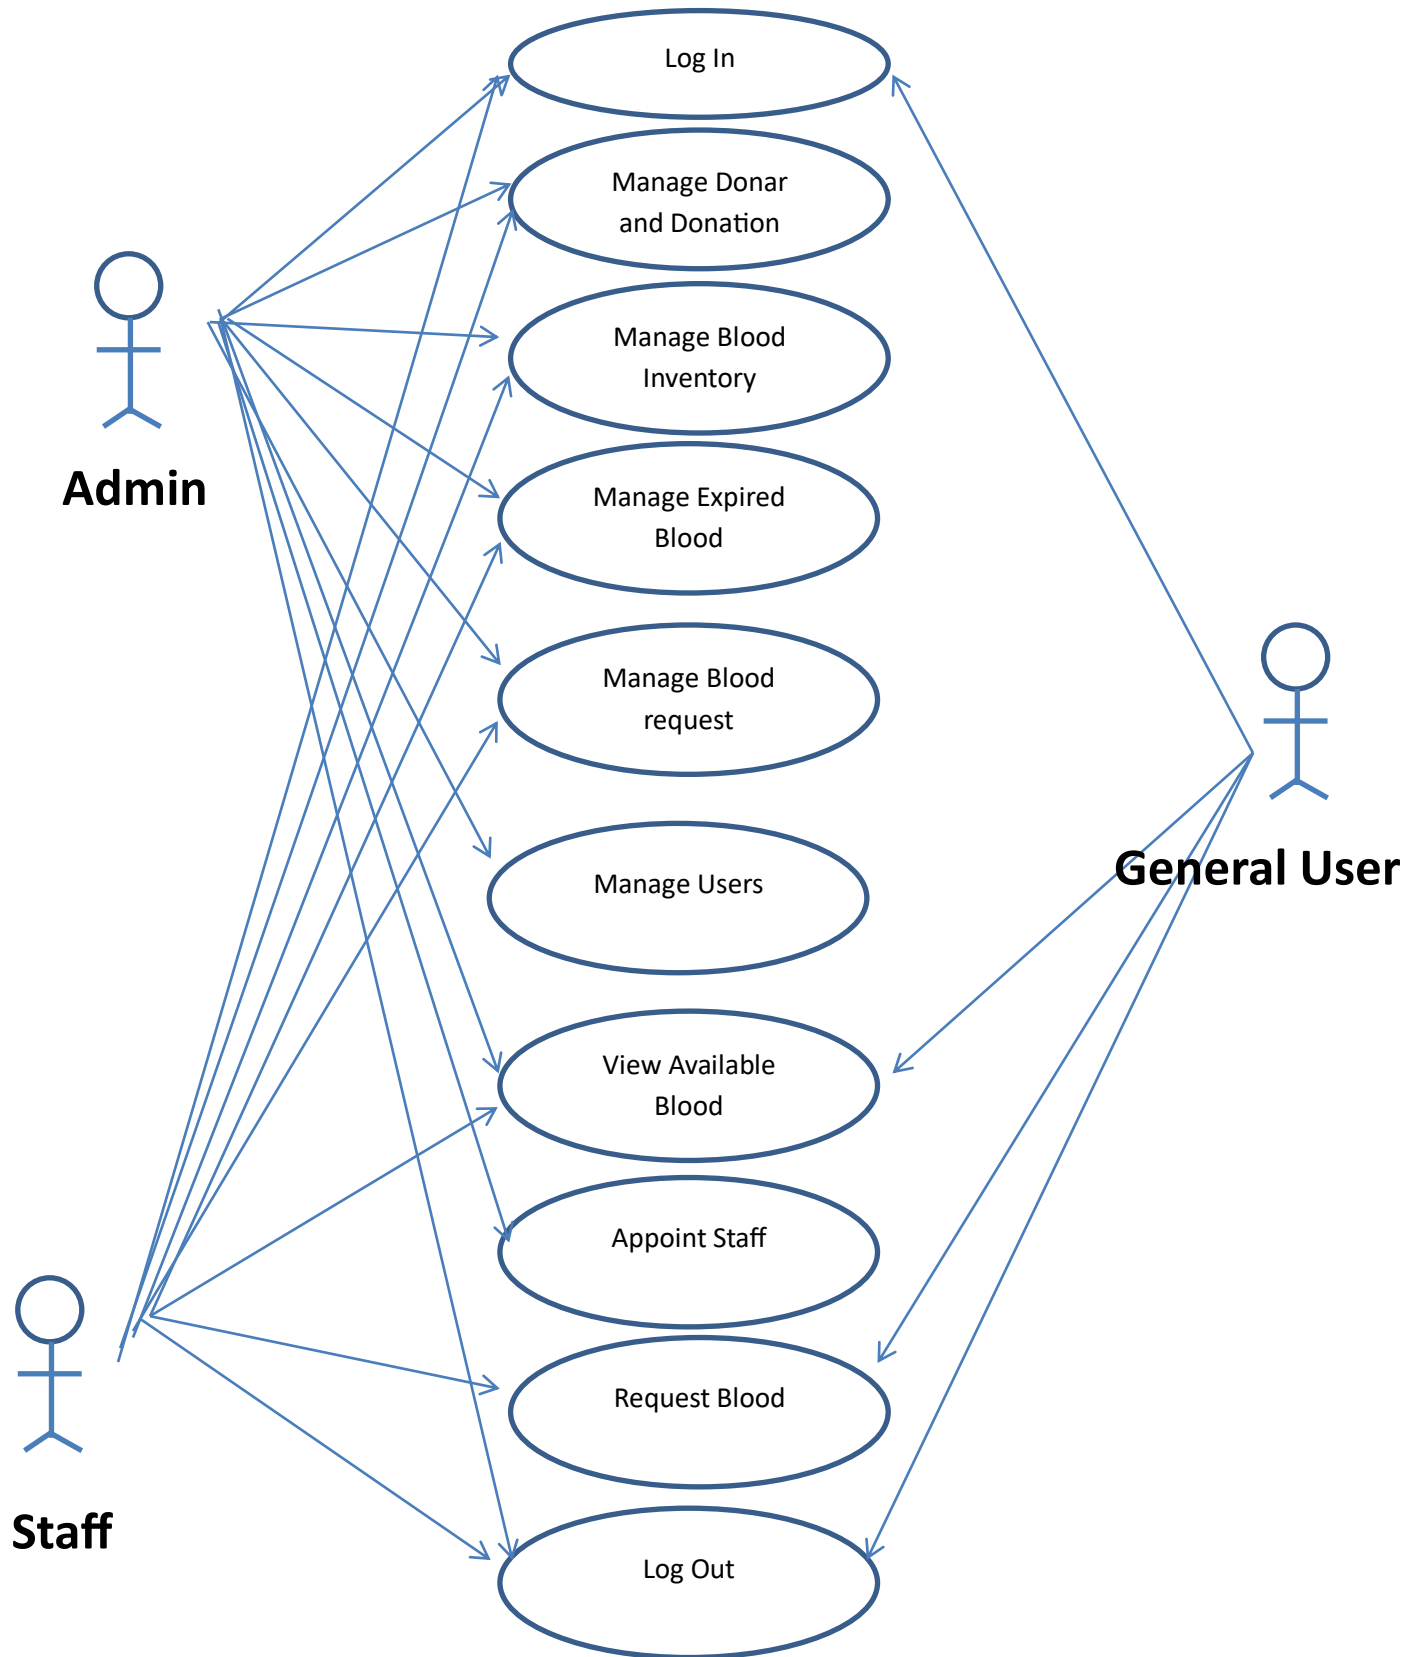 Log In
Manage Donar
and Donation
Manage Blood
Inventory
Admin
Manage Expired
Blood
Manage Blood
request
Manage Users
General User
View Available
Blood
Appoint Staff
Request Blood
Staff
Log Out